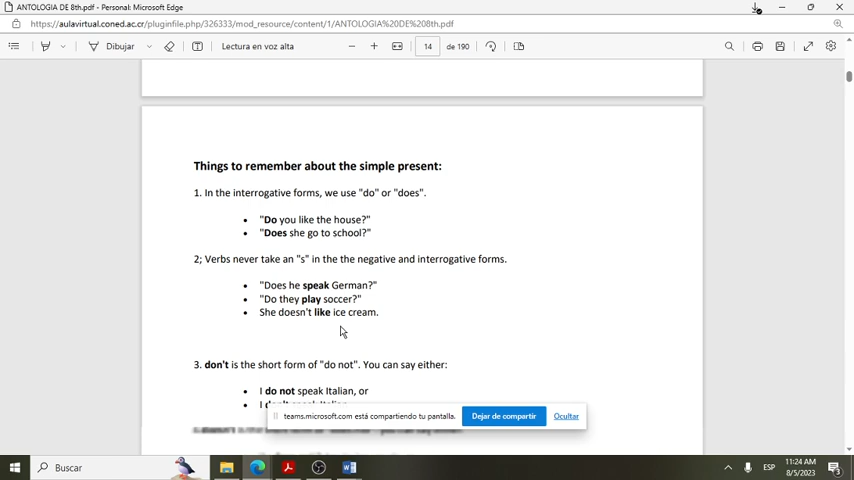 ANTOLOGIA DE 8th.pdf - Personal: Microsoft Edge
https://aulavirtual.coned.ac.cr/pluginfile.php/326333/mod_resource/content/1/ANTOLOGIA%20DE%208th.pdf
Dibujar Lectura en voz alta 14 de 190
Things to remember about the simple present:
1. In the interrogative forms, we use "do" or "does".
• "Do you like the house?"
• "Does she go to school?"
2; Verbs never take an "s" in the the negative and interrogative forms.
• "Does he speak German?"
• "Do they play soccer?"
• She doesn't like ice cream.
3. don't is the short form of "do not". You can say either:
• I do not speak Italian, or
teams.microsoft.com está compartiendo tu pantalla. Dejar de compartir Ocultar
Buscar ESP 11:24 AM
8/5/2023